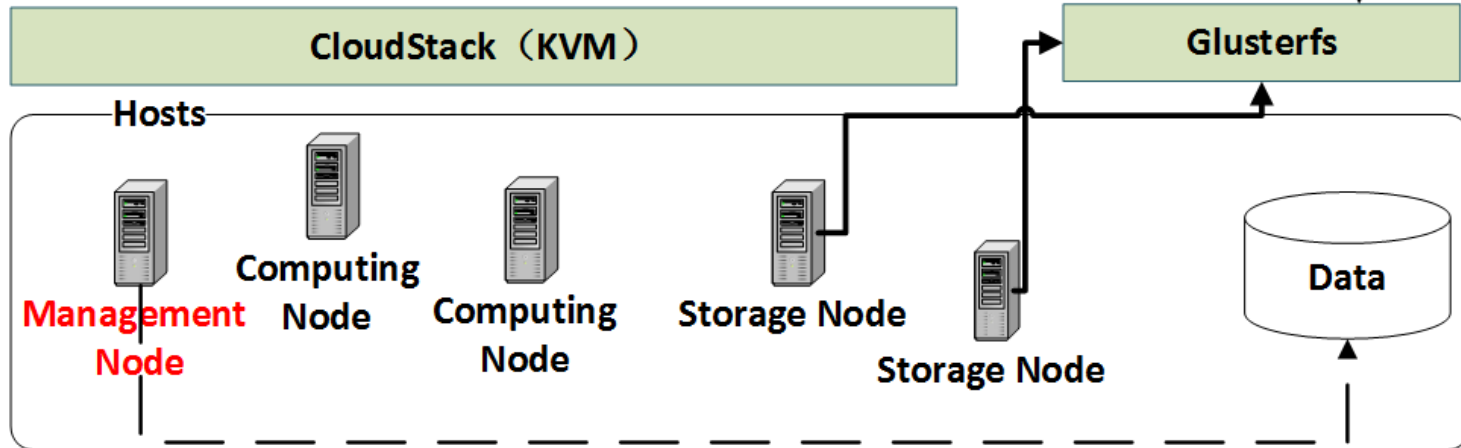 CloudStack（KVM）
Glusterfs
Hosts
Management
Node
Computing
Node
Computing
Node
Storage Node
Storage Node
Data